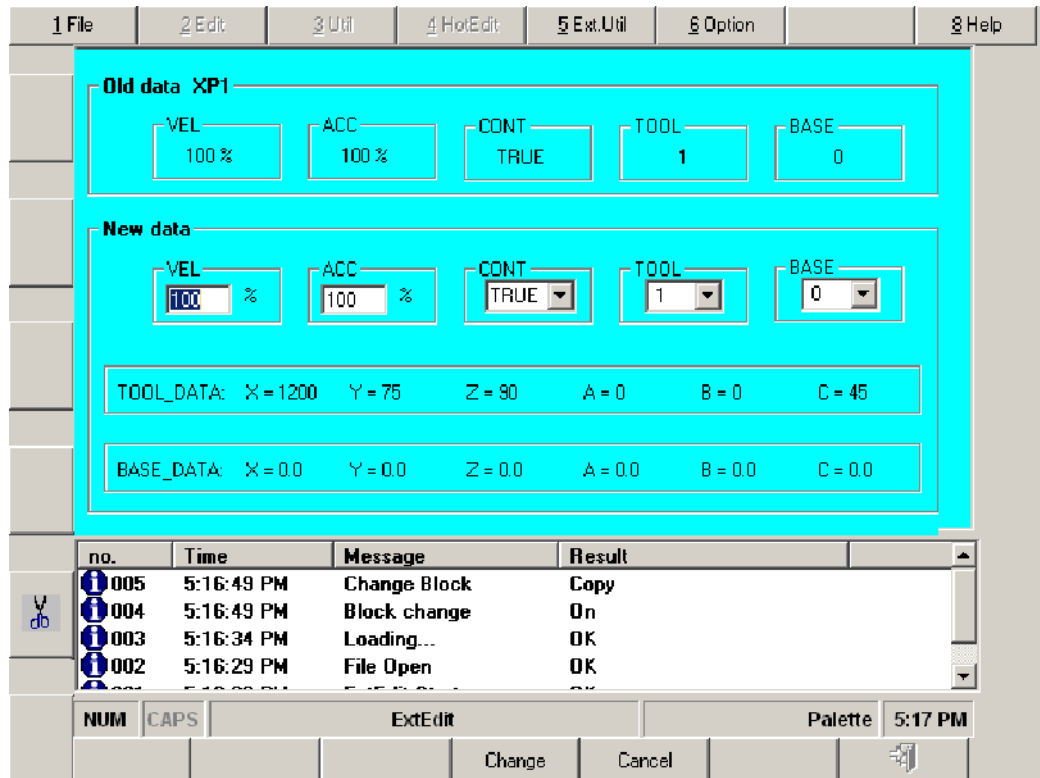 1 File 2 Edit 3 Util 4 HotEdit 5 Ext.Util 6 Option 8 Help
Old data XP1
VEL ACC CONT TOOL BASE
100 % 100 % TRUE 1 0
New data
VEL ACC CONT TOOL BASE
100 % 100 % TRUE 1 0
TOOL_DATA: X = 1200 Y = 75 Z = 90 A = 0 B = 0 C = 45
BASE_DATA: X = 0.0 Y = 0.0 Z = 0.0 A = 0.0 B = 0.0 C = 0.0
no. Time Message Result
005 5:16:49 PM Change Block Copy
004 5:16:49 PM Block change On
003 5:16:34 PM Loading... OK
002 5:16:29 PM File Open OK
db
NUM CAPS ExtEdit Palette 5:17 PM
Change Cancel